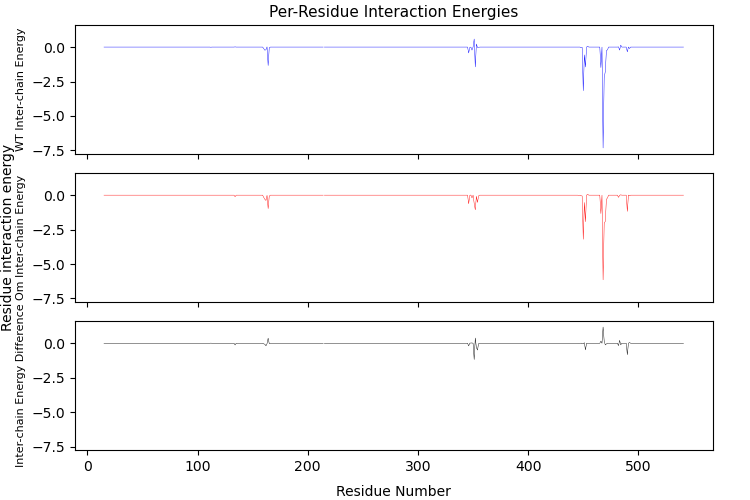 Per-Residue Interaction Energies
Residue interaction energy
WT Inter-chain Energy
0.0
−2.5
−5.0
−7.5
Om Inter-chain Energy
0.0
−2.5
−5.0
−7.5
Inter-chain Energy Difference
0.0
−2.5
−5.0
−7.5
0 100 200 300 400 500
Residue Number